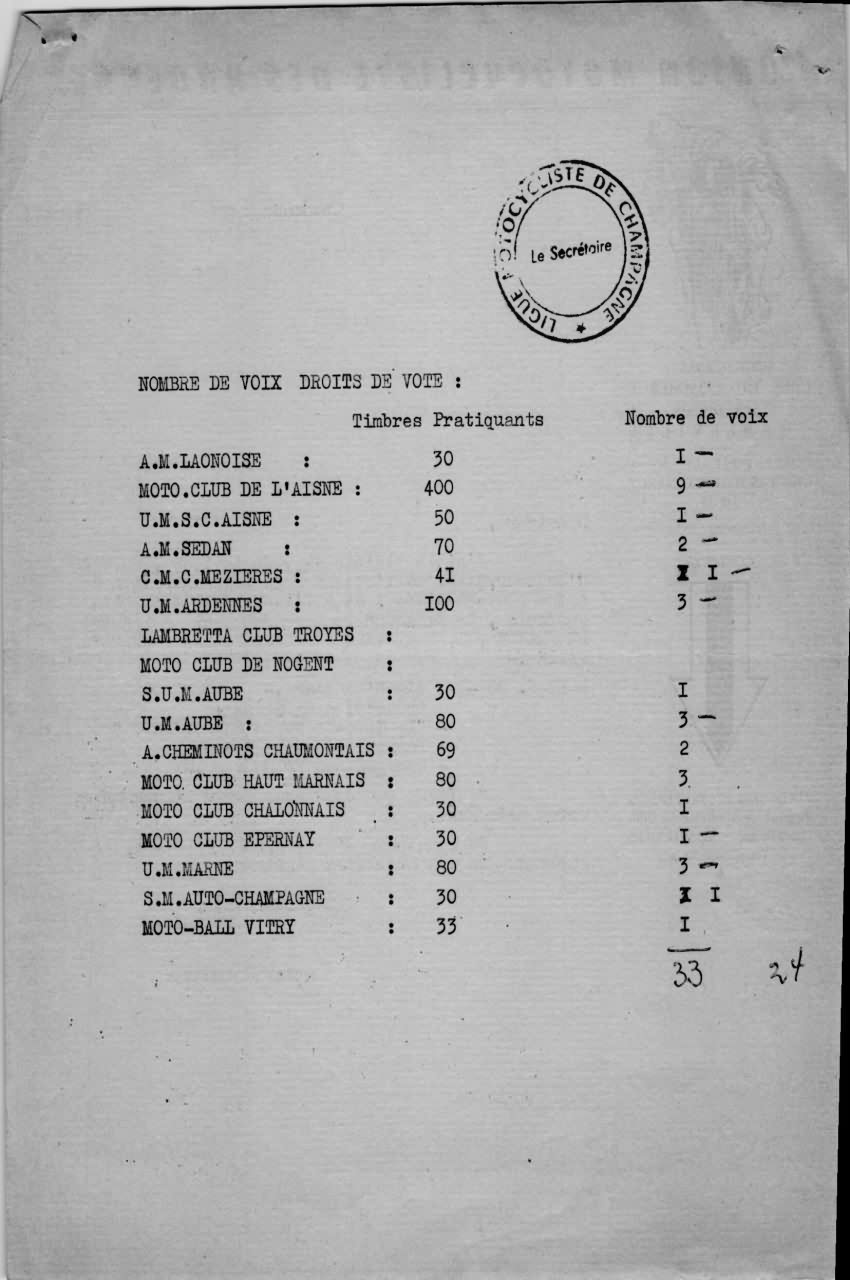 LIGUE MOTOCYCLISTE DE CHAMPAGNE ★
Le Secrétaire
NOMBRE DE VOIX DROITS DE VOTE :
Timbres Pratiquants Nombre de voix
A.M.LAONOISE : 30 I —
MOTO.CLUB DE L'AISNE : 400 9 —
U.M.S.C.AISNE : 50 I —
A.M.SEDAN : 70 2 —
C.M.C.MEZIERES : 4I I —
U.M.ARDENNES : I00 3 —
LAMBRETTA CLUB TROYES :
MOTO CLUB DE NOGENT :
S.U.M.AUBE : 30 I
U.M.AUBE : 80 3 —
A.CHEMINOTS CHAUMONTAIS : 69 2
MOTO CLUB HAUT MARNAIS : 80 3
MOTO CLUB CHALONNAIS : 30 I
MOTO CLUB EPERNAY : 30 I —
U.M.MARNE : 80 3 —
S.M.AUTO-CHAMPAGNE : 30 I
MOTO-BALL VITRY : 33 I
33 24